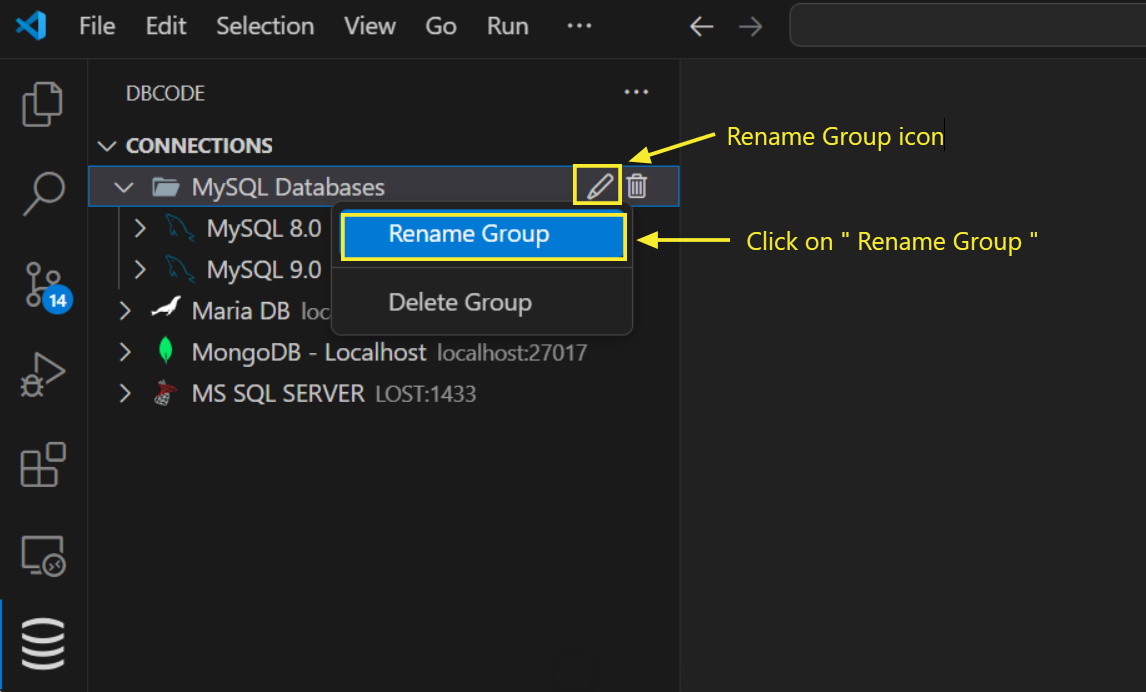 File Edit Selection View Go Run ···
DBCODE ···
CONNECTIONS
Rename Group icon
MySQL Databases
MySQL 8.0
Rename Group
Click on " Rename Group "
MySQL 9.0
Delete Group
14
Maria DB loc
MongoDB - Localhost localhost:27017
MS SQL SERVER LOST:1433